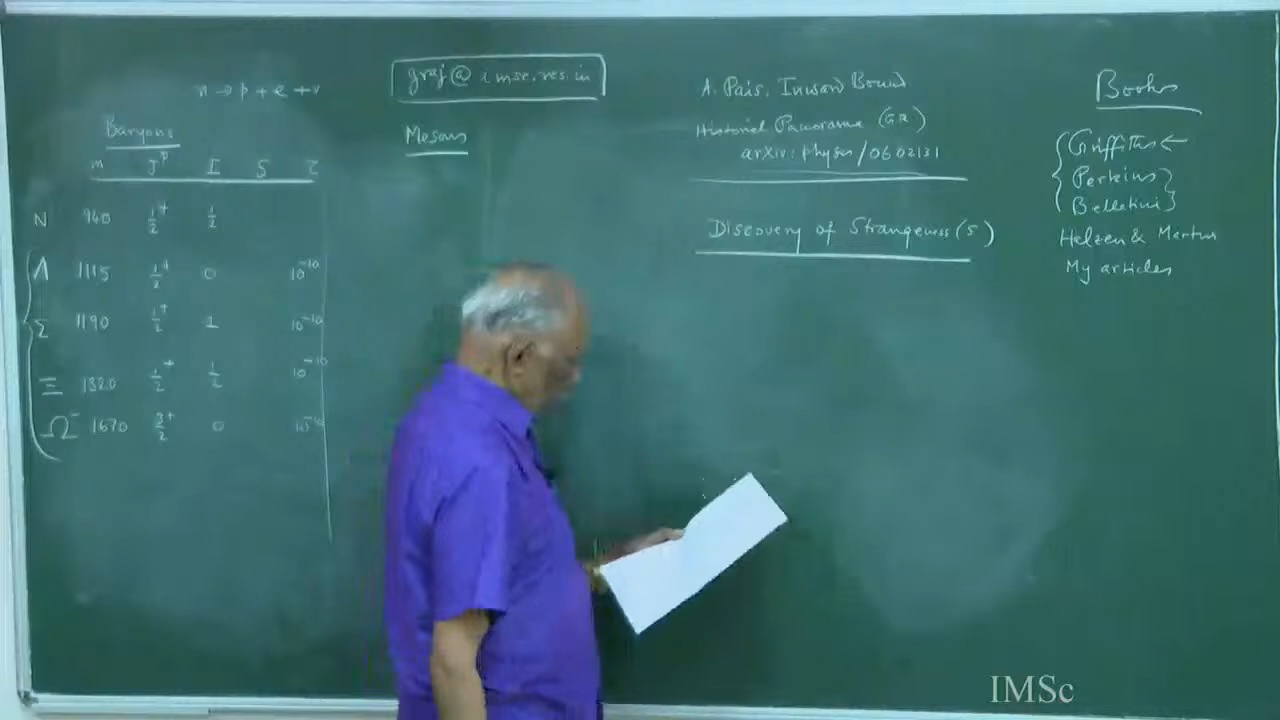 n → p + e + ν
Baryons
m J^P I S τ
N 940 1/2^+ 1/2
Λ 1115 1/2^+ 0 10^-10
Σ 1190 1/2^+ 1 10^-10
Ξ 1320 1/2^+ 1/2 10^-10
Ω^- 1670 3/2^+ 0 10^-10
graj@imsc.res.in
Mesons
A. Pais, Inward Bound
Historical Panorama (GR)
arXiv: physics/0602131
Discovery of Strangeness (S)
Books
Griffiths ←
Perkins
Bettini
Halzen & Martin
My articles
IMSc